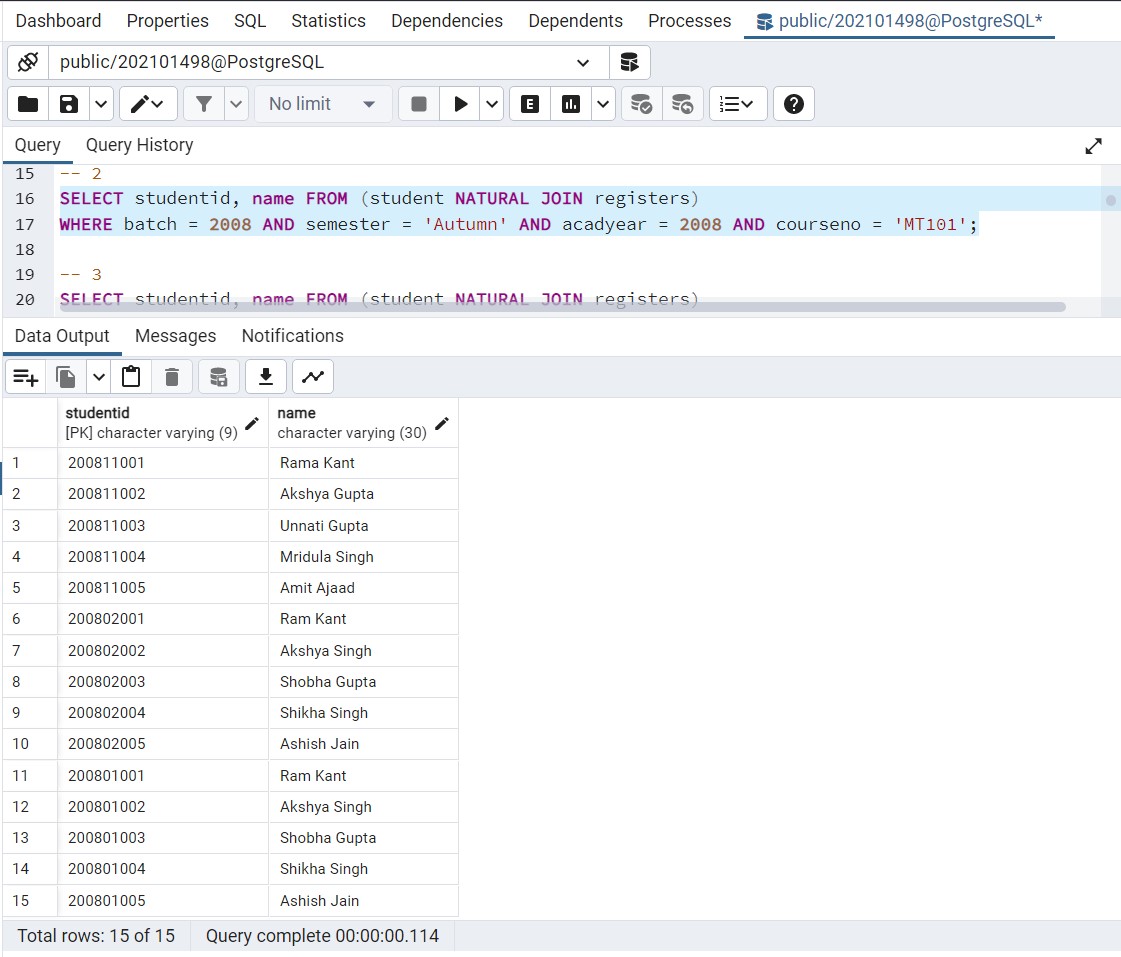 Dashboard Properties SQL Statistics Dependencies Dependents Processes public/202101498@PostgreSQL*
public/202101498@PostgreSQL
No limit E
Query Query History
15 -- 2
16 SELECT studentid, name FROM (student NATURAL JOIN registers)
17 WHERE batch = 2008 AND semester = 'Autumn' AND acadyear = 2008 AND courseno = 'MT101';
18
19 -- 3
20 SELECT studentid, name FROM (student NATURAL JOIN registers)
Data Output Messages Notifications
studentid name
[PK] character varying (9) character varying (30)
1 200811001 Rama Kant
2 200811002 Akshya Gupta
3 200811003 Unnati Gupta
4 200811004 Mridula Singh
5 200811005 Amit Ajaad
6 200802001 Ram Kant
7 200802002 Akshya Singh
8 200802003 Shobha Gupta
9 200802004 Shikha Singh
10 200802005 Ashish Jain
11 200801001 Ram Kant
12 200801002 Akshya Singh
13 200801003 Shobha Gupta
14 200801004 Shikha Singh
15 200801005 Ashish Jain
Total rows: 15 of 15 Query complete 00:00:00.114